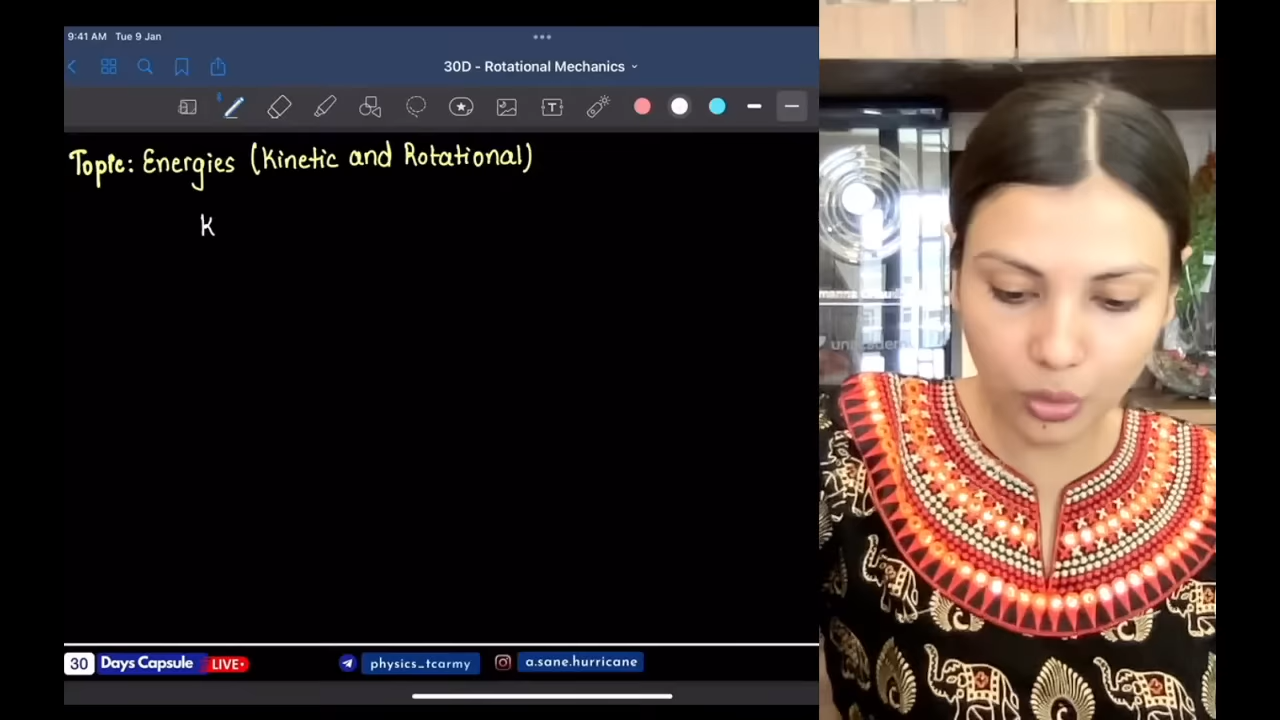 9:41 AM Tue 9 Jan
30D - Rotational Mechanics
T
Topic: Energies (Kinetic and Rotational)
K
30 Days Capsule LIVE
physics_tcarmy
a.sane.hurricane